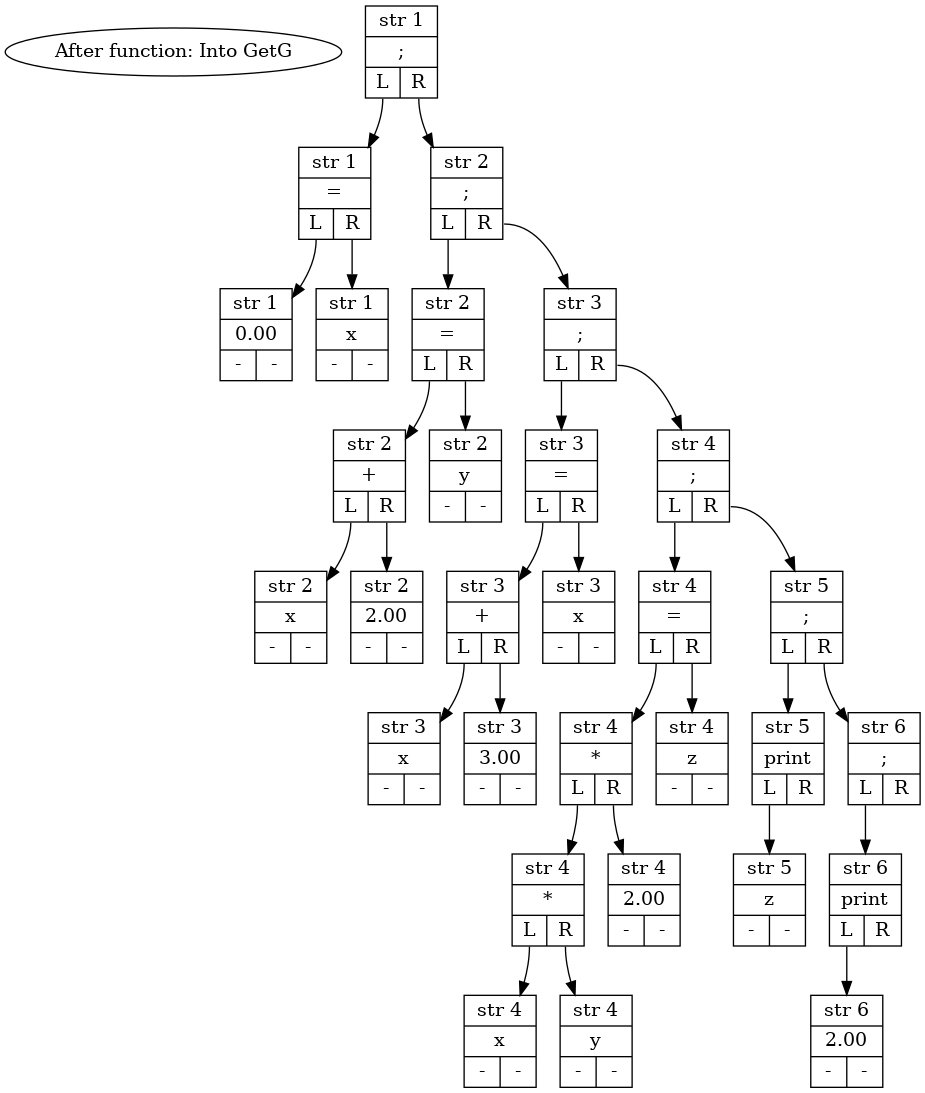 After function: Into GetG
str 1
;
L R
str 1
=
L R
str 2
;
L R
str 1
0.00
- -
str 1
x
- -
str 2
=
L R
str 3
;
L R
str 2
+
L R
str 2
y
- -
str 3
=
L R
str 4
;
L R
str 2
x
- -
str 2
2.00
- -
str 3
+
L R
str 3
x
- -
str 4
=
L R
str 5
;
L R
str 3
x
- -
str 3
3.00
- -
str 4
*
L R
str 4
z
- -
str 5
print
L R
str 6
;
L R
str 4
*
L R
str 4
2.00
- -
str 5
z
- -
str 6
print
L R
str 4
x
- -
str 4
y
- -
str 6
2.00
- -